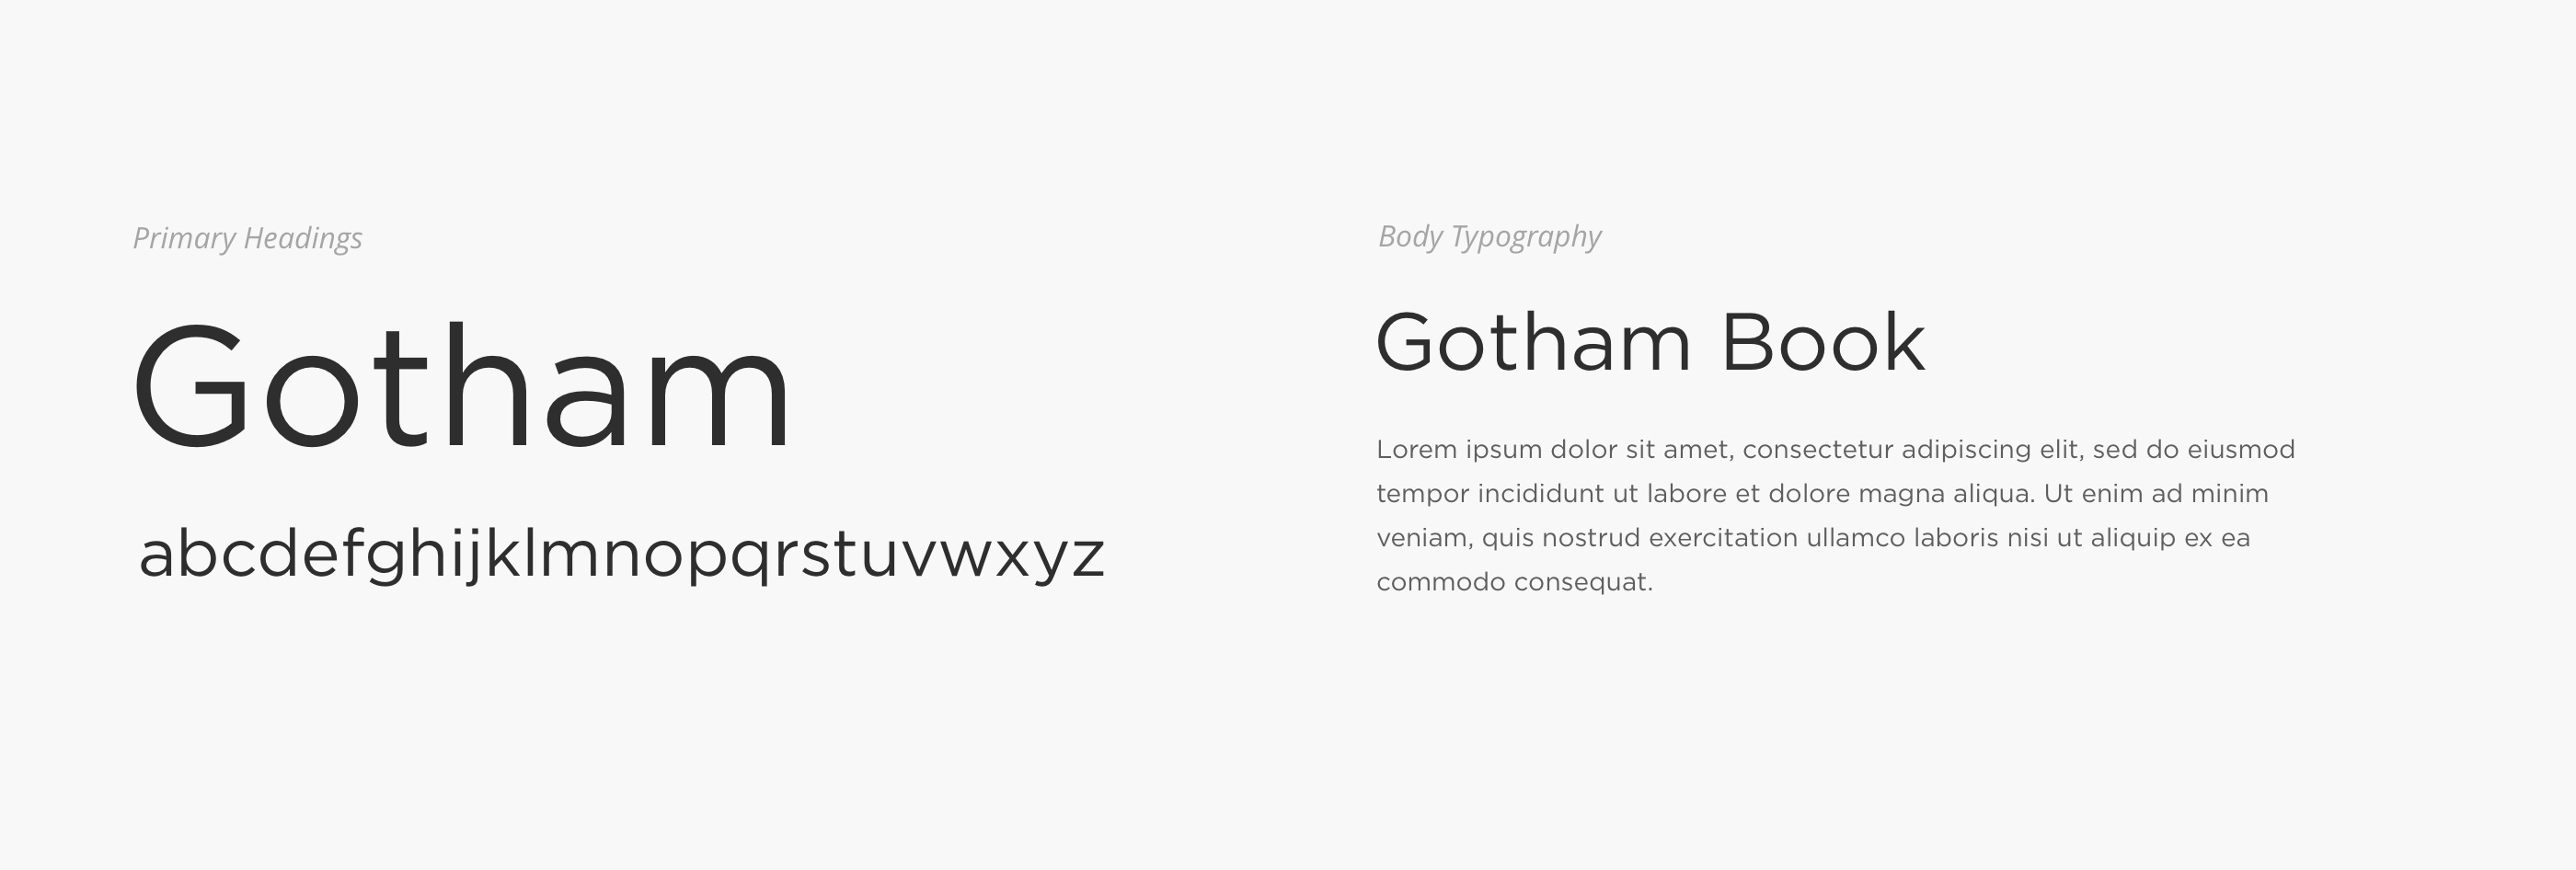 Primary Headings
Gotham
abcdefghijklmnopqrstuvwxyz
Body Typography
Gotham Book
Lorem ipsum dolor sit amet, consectetur adipiscing elit, sed do eiusmod
tempor incididunt ut labore et dolore magna aliqua. Ut enim ad minim
veniam, quis nostrud exercitation ullamco laboris nisi ut aliquip ex ea
commodo consequat.